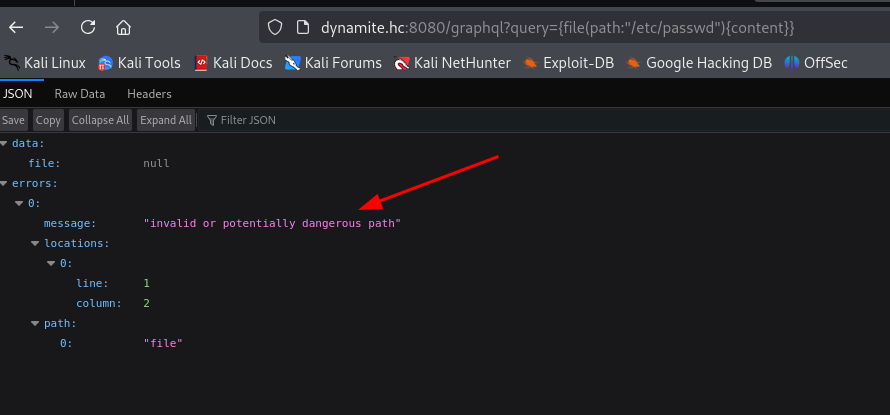 dynamite.hc:8080/graphql?query={file(path:"/etc/passwd"){content}}
Kali Linux Kali Tools Kali Docs Kali Forums Kali NetHunter Exploit-DB Google Hacking DB OffSec
JSON Raw Data Headers
Save Copy Collapse All Expand All Filter JSON
data:
file: null
errors:
0:
message: "invalid or potentially dangerous path"
locations:
0:
line: 1
column: 2
path:
0: "file"